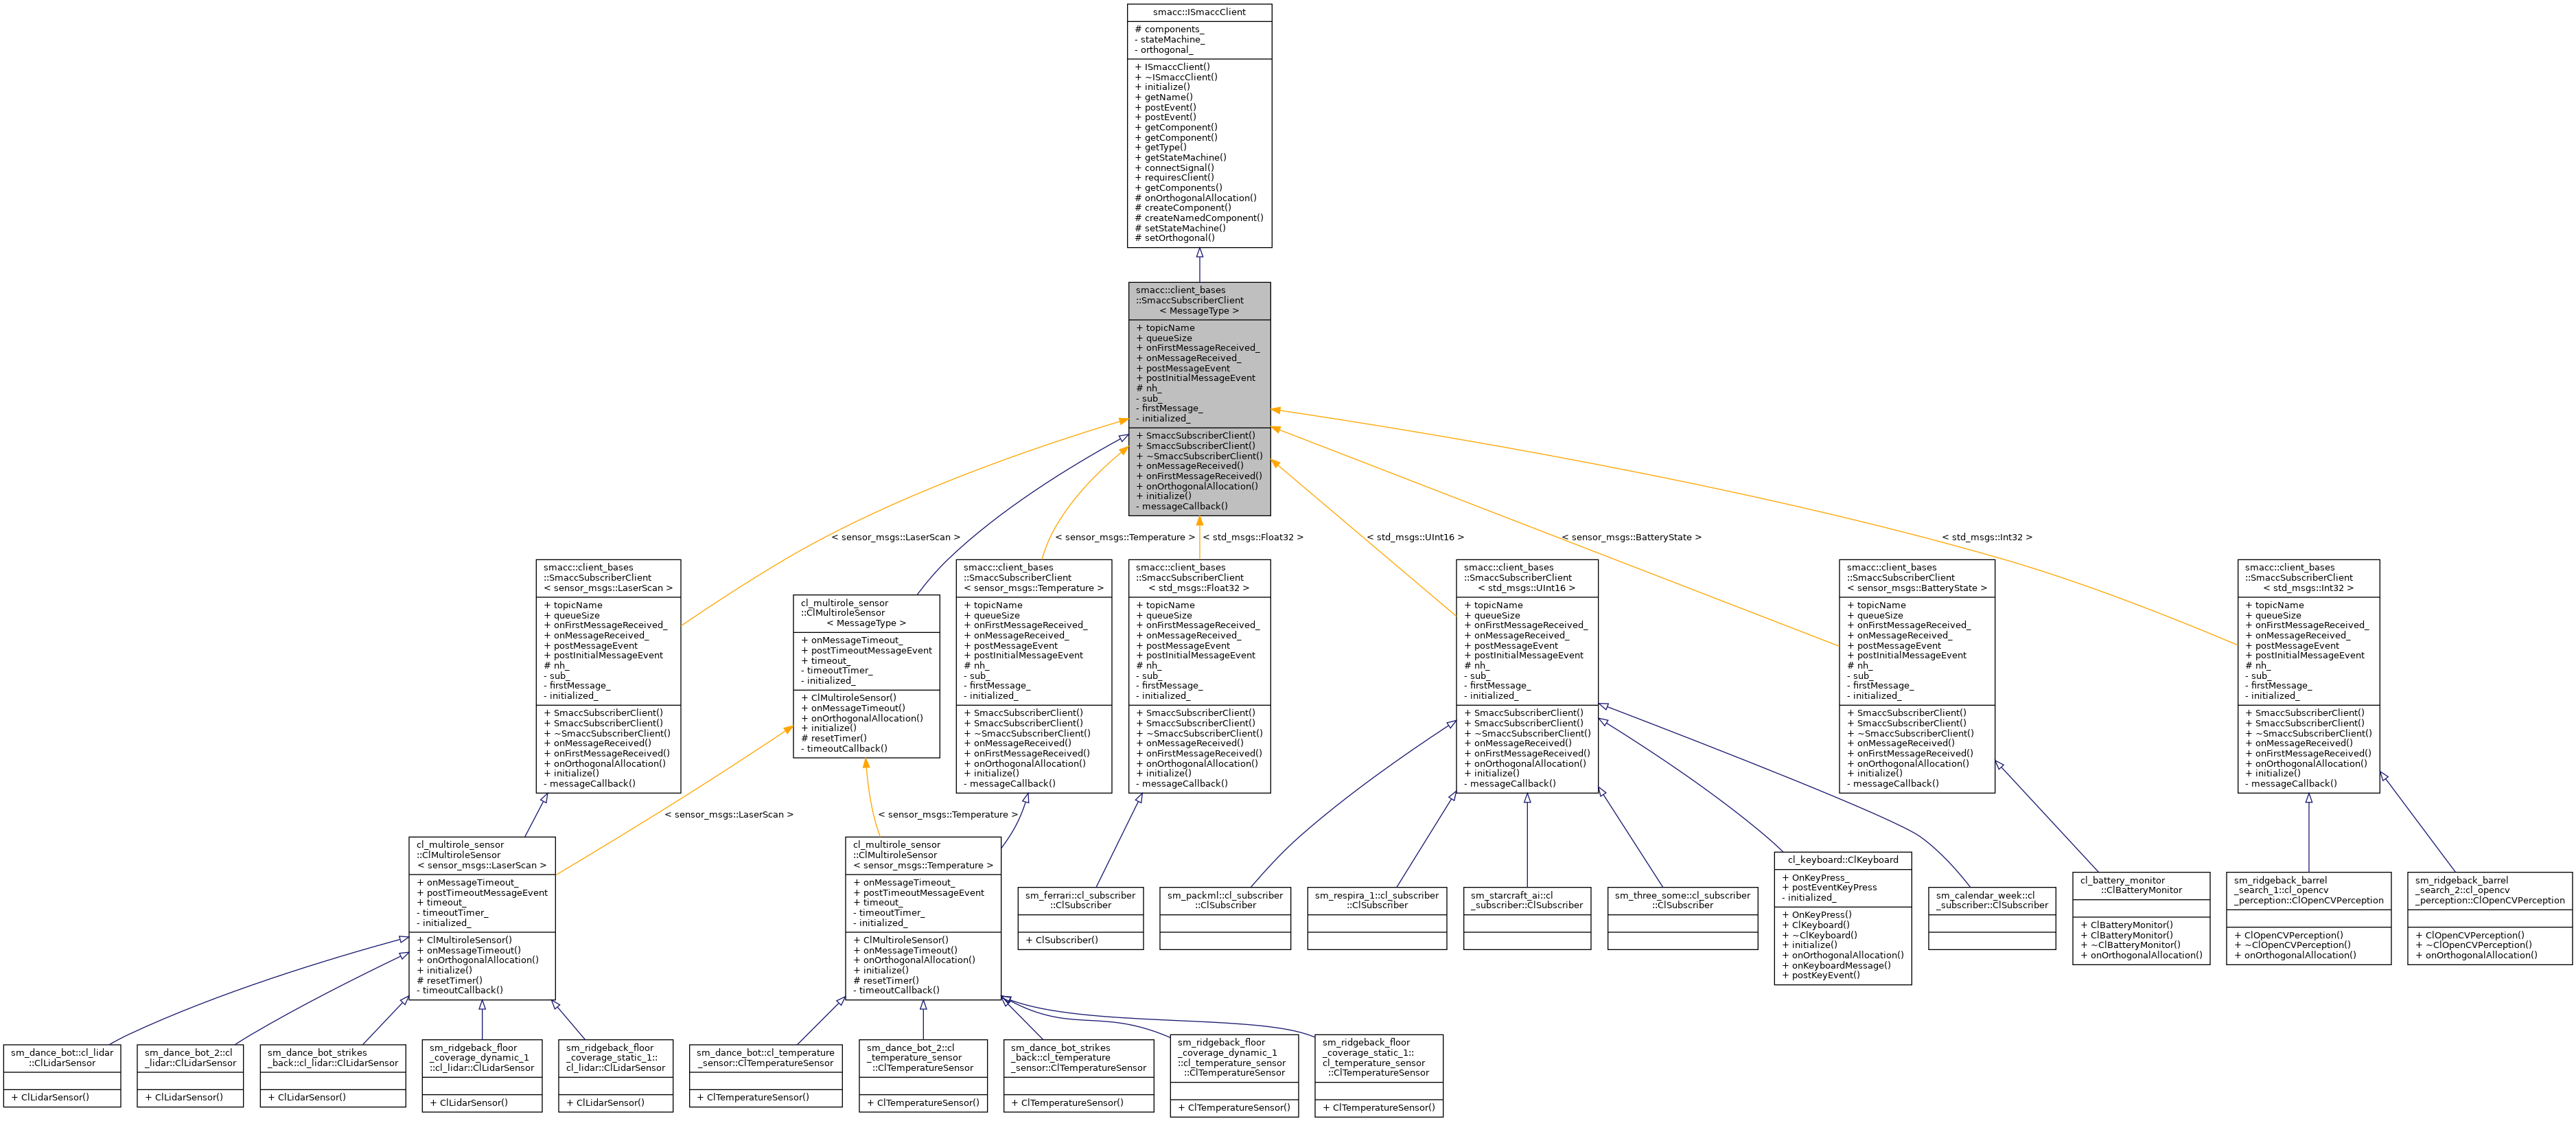 smacc::ISmaccClient
# components_
- stateMachine_
- orthogonal_
+ ISmaccClient()
+ ~ISmaccClient()
+ initialize()
+ getName()
+ postEvent()
+ postEvent()
+ getComponent()
+ getComponent()
+ getType()
+ getStateMachine()
+ connectSignal()
+ requiresClient()
+ getComponents()
# onOrthogonalAllocation()
# createComponent()
# createNamedComponent()
# setStateMachine()
# setOrthogonal()
smacc::client_bases
::SmaccSubscriberClient
< MessageType >
+ topicName
+ queueSize
+ onFirstMessageReceived_
+ onMessageReceived_
+ postMessageEvent
+ postInitialMessageEvent
# nh_
- sub_
- firstMessage_
- initialized_
+ SmaccSubscriberClient()
+ SmaccSubscriberClient()
+ ~SmaccSubscriberClient()
+ onMessageReceived()
+ onFirstMessageReceived()
+ onOrthogonalAllocation()
+ initialize()
- messageCallback()
< sensor_msgs::LaserScan >
< sensor_msgs::Temperature >
< std_msgs::Float32 >
< std_msgs::UInt16 >
< sensor_msgs::BatteryState >
< std_msgs::Int32 >
smacc::client_bases
::SmaccSubscriberClient
< sensor_msgs::LaserScan >
+ topicName
+ queueSize
+ onFirstMessageReceived_
+ onMessageReceived_
+ postMessageEvent
+ postInitialMessageEvent
# nh_
- sub_
- firstMessage_
- initialized_
+ SmaccSubscriberClient()
+ SmaccSubscriberClient()
+ ~SmaccSubscriberClient()
+ onMessageReceived()
+ onFirstMessageReceived()
+ onOrthogonalAllocation()
+ initialize()
- messageCallback()
cl_multirole_sensor
::ClMultiroleSensor
< MessageType >
+ onMessageTimeout_
+ postTimeoutMessageEvent
+ timeout_
- timeoutTimer_
- initialized_
+ ClMultiroleSensor()
+ onMessageTimeout()
+ onOrthogonalAllocation()
+ initialize()
# resetTimer()
- timeoutCallback()
smacc::client_bases
::SmaccSubscriberClient
< sensor_msgs::Temperature >
+ topicName
+ queueSize
+ onFirstMessageReceived_
+ onMessageReceived_
+ postMessageEvent
+ postInitialMessageEvent
# nh_
- sub_
- firstMessage_
- initialized_
+ SmaccSubscriberClient()
+ SmaccSubscriberClient()
+ ~SmaccSubscriberClient()
+ onMessageReceived()
+ onFirstMessageReceived()
+ onOrthogonalAllocation()
+ initialize()
- messageCallback()
smacc::client_bases
::SmaccSubscriberClient
< std_msgs::Float32 >
+ topicName
+ queueSize
+ onFirstMessageReceived_
+ onMessageReceived_
+ postMessageEvent
+ postInitialMessageEvent
# nh_
- sub_
- firstMessage_
- initialized_
+ SmaccSubscriberClient()
+ SmaccSubscriberClient()
+ ~SmaccSubscriberClient()
+ onMessageReceived()
+ onFirstMessageReceived()
+ onOrthogonalAllocation()
+ initialize()
- messageCallback()
smacc::client_bases
::SmaccSubscriberClient
< std_msgs::UInt16 >
+ topicName
+ queueSize
+ onFirstMessageReceived_
+ onMessageReceived_
+ postMessageEvent
+ postInitialMessageEvent
# nh_
- sub_
- firstMessage_
- initialized_
+ SmaccSubscriberClient()
+ SmaccSubscriberClient()
+ ~SmaccSubscriberClient()
+ onMessageReceived()
+ onFirstMessageReceived()
+ onOrthogonalAllocation()
+ initialize()
- messageCallback()
smacc::client_bases
::SmaccSubscriberClient
< sensor_msgs::BatteryState >
+ topicName
+ queueSize
+ onFirstMessageReceived_
+ onMessageReceived_
+ postMessageEvent
+ postInitialMessageEvent
# nh_
- sub_
- firstMessage_
- initialized_
+ SmaccSubscriberClient()
+ SmaccSubscriberClient()
+ ~SmaccSubscriberClient()
+ onMessageReceived()
+ onFirstMessageReceived()
+ onOrthogonalAllocation()
+ initialize()
- messageCallback()
smacc::client_bases
::SmaccSubscriberClient
< std_msgs::Int32 >
+ topicName
+ queueSize
+ onFirstMessageReceived_
+ onMessageReceived_
+ postMessageEvent
+ postInitialMessageEvent
# nh_
- sub_
- firstMessage_
- initialized_
+ SmaccSubscriberClient()
+ SmaccSubscriberClient()
+ ~SmaccSubscriberClient()
+ onMessageReceived()
+ onFirstMessageReceived()
+ onOrthogonalAllocation()
+ initialize()
- messageCallback()
< sensor_msgs::LaserScan >
< sensor_msgs::Temperature >
cl_multirole_sensor
::ClMultiroleSensor
< sensor_msgs::LaserScan >
+ onMessageTimeout_
+ postTimeoutMessageEvent
+ timeout_
- timeoutTimer_
- initialized_
+ ClMultiroleSensor()
+ onMessageTimeout()
+ onOrthogonalAllocation()
+ initialize()
# resetTimer()
- timeoutCallback()
cl_multirole_sensor
::ClMultiroleSensor
< sensor_msgs::Temperature >
+ onMessageTimeout_
+ postTimeoutMessageEvent
+ timeout_
- timeoutTimer_
- initialized_
+ ClMultiroleSensor()
+ onMessageTimeout()
+ onOrthogonalAllocation()
+ initialize()
# resetTimer()
- timeoutCallback()
sm_ferrari::cl_subscriber
::ClSubscriber
+ ClSubscriber()
sm_packml::cl_subscriber
::ClSubscriber
sm_respira_1::cl_subscriber
::ClSubscriber
sm_starcraft_ai::cl
_subscriber::ClSubscriber
sm_three_some::cl_subscriber
::ClSubscriber
cl_keyboard::ClKeyboard
+ OnKeyPress_
+ postEventKeyPress
- initialized_
+ OnKeyPress()
+ ClKeyboard()
+ ~ClKeyboard()
+ initialize()
+ onOrthogonalAllocation()
+ onKeyboardMessage()
+ postKeyEvent()
sm_calendar_week::cl
_subscriber::ClSubscriber
cl_battery_monitor
::ClBatteryMonitor
+ ClBatteryMonitor()
+ ClBatteryMonitor()
+ ~ClBatteryMonitor()
+ onOrthogonalAllocation()
sm_ridgeback_barrel
_search_1::cl_opencv
_perception::ClOpenCVPerception
+ ClOpenCVPerception()
+ ~ClOpenCVPerception()
+ onOrthogonalAllocation()
sm_ridgeback_barrel
_search_2::cl_opencv
_perception::ClOpenCVPerception
+ ClOpenCVPerception()
+ ~ClOpenCVPerception()
+ onOrthogonalAllocation()
sm_dance_bot::cl_lidar
::ClLidarSensor
+ ClLidarSensor()
sm_dance_bot_2::cl
_lidar::ClLidarSensor
+ ClLidarSensor()
sm_dance_bot_strikes
_back::cl_lidar::ClLidarSensor
+ ClLidarSensor()
sm_ridgeback_floor
_coverage_dynamic_1
::cl_lidar::ClLidarSensor
+ ClLidarSensor()
sm_ridgeback_floor
_coverage_static_1::
cl_lidar::ClLidarSensor
+ ClLidarSensor()
sm_dance_bot::cl_temperature
_sensor::ClTemperatureSensor
+ ClTemperatureSensor()
sm_dance_bot_2::cl
_temperature_sensor
::ClTemperatureSensor
+ ClTemperatureSensor()
sm_dance_bot_strikes
_back::cl_temperature
_sensor::ClTemperatureSensor
+ ClTemperatureSensor()
sm_ridgeback_floor
_coverage_dynamic_1
::cl_temperature_sensor
::ClTemperatureSensor
+ ClTemperatureSensor()
sm_ridgeback_floor
_coverage_static_1::
cl_temperature_sensor
::ClTemperatureSensor
+ ClTemperatureSensor()